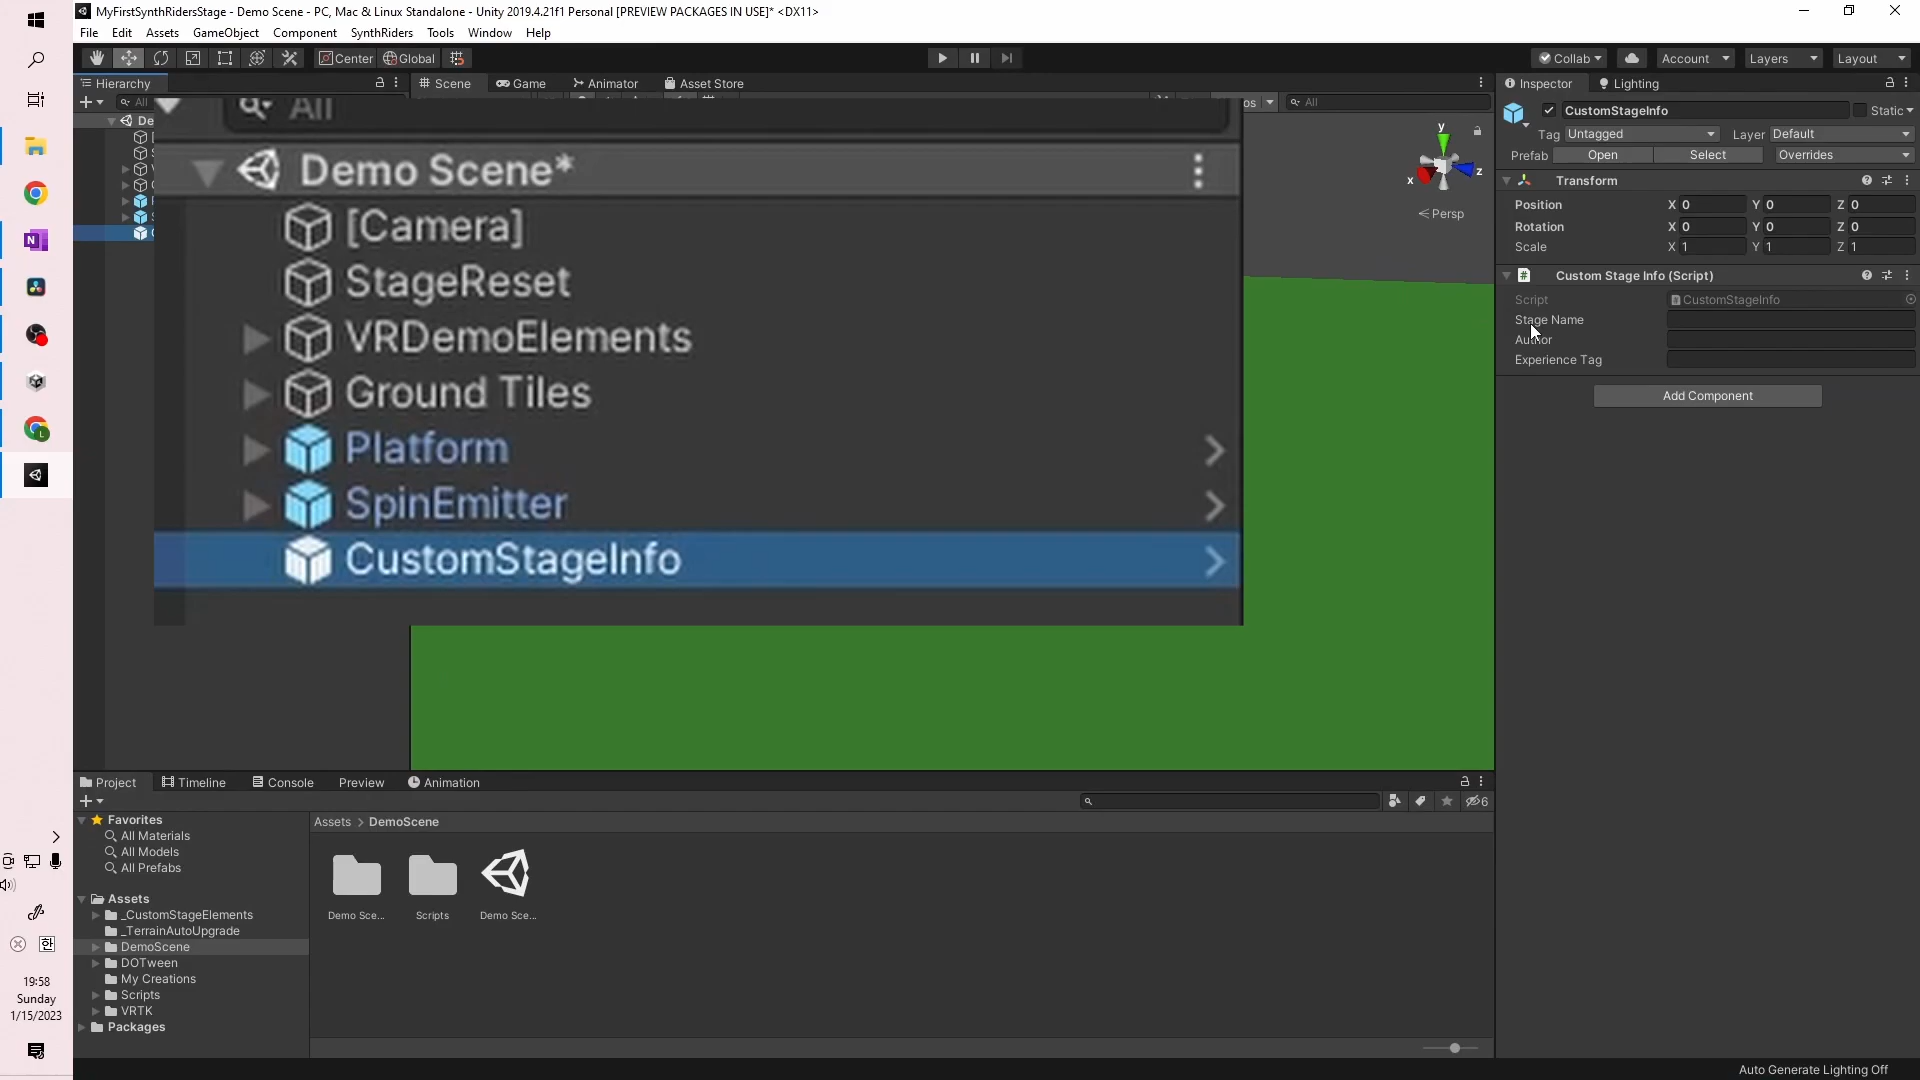 MyFirstSynthRidersStage - Demo Scene - PC, Mac & Linux Standalone - Unity 2019.4.21f1 Personal [PREVIEW PACKAGES IN USE]* <DX11>
File Edit Assets GameObject Component SynthRiders Tools Window Help
Center Global Collab Account Layers Layout
Hierarchy Scene Game Animator Asset Store Inspector Lighting
All
All
All
CustomStageInfo Static
Tag Untagged Layer Default
Prefab Open Select Overrides
Demo Scene*
[Camera]
StageReset
VRDemoElements
Ground Tiles
Platform
SpinEmitter
CustomStageInfo
y
x
z
Persp
Transform
Position X 0 Y 0 Z 0
Rotation X 0 Y 0 Z 0
Scale X 1 Y 1 Z 1
Custom Stage Info (Script)
Script CustomStageInfo
Stage Name
Author
Experience Tag
Add Component
Project Timeline Console Preview Animation
6
Favorites
All Materials
All Models
All Prefabs
Assets
_CustomStageElements
_TerrainAutoUpgrade
DemoScene
DOTween
My Creations
Scripts
VRTK
Packages
Assets > DemoScene
Demo Sce...
Scripts
Demo Sce...
한
19:58
Sunday
1/15/2023
Auto Generate Lighting Off